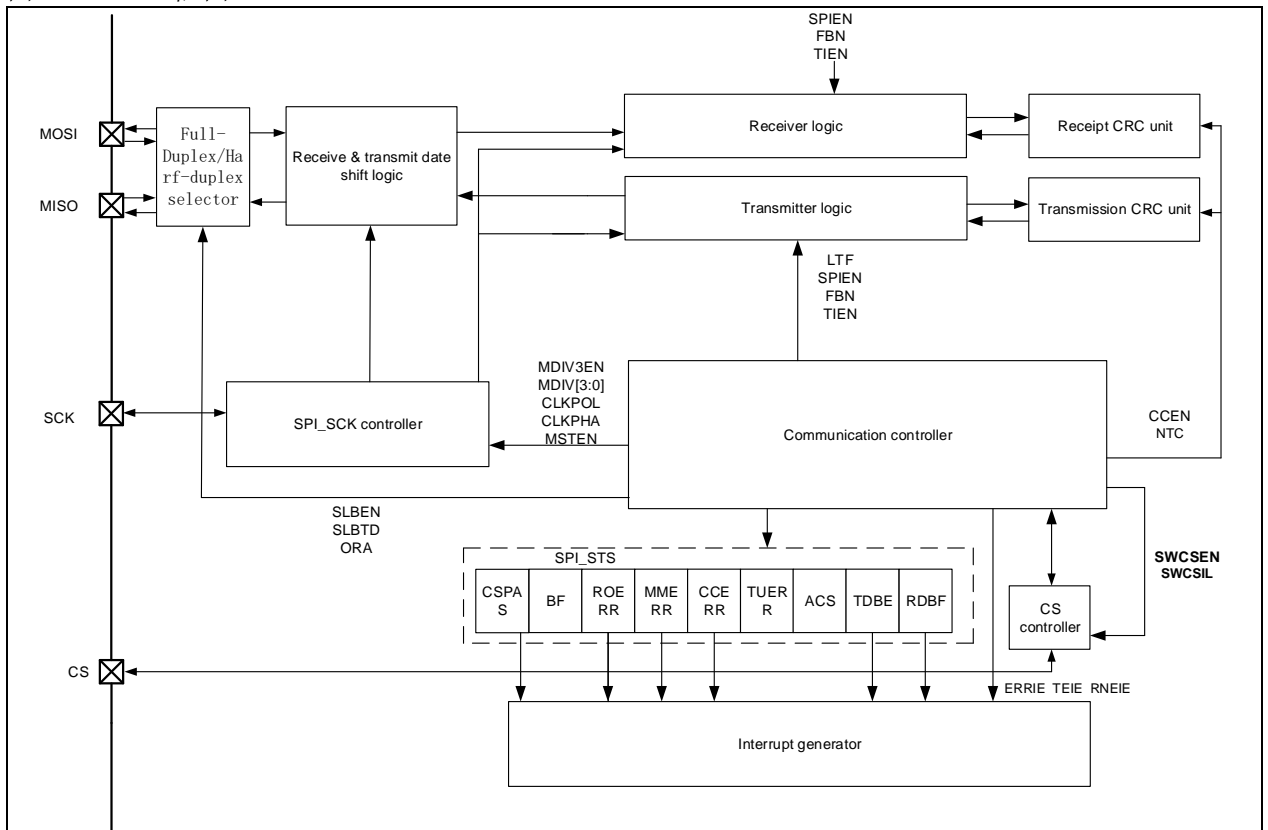 SPIEN
FBN
TIEN
MOSI
MISO
Full-
Duplex/Ha
rf-duplex
selector
Receive & transmit date
shift logic
Receiver logic
Receipt CRC unit
Transmitter logic
Transmission CRC unit
LTF
SPIEN
FBN
TIEN
SCK
SPI_SCK controller
MDIV3EN
MDIV[3:0]
CLKPOL
CLKPHA
MSTEN
Communication controller
CCEN
NTC
SLBEN
SLBTD
ORA
SPI_STS
CSPA
S
BF
ROE
RR
MME
RR
CCE
RR
TUER
R
ACS
TDBE
RDBF
SWCSEN
SWCSIL
CS
controller
CS
ERRIE TEIE RNEIE
Interrupt generator